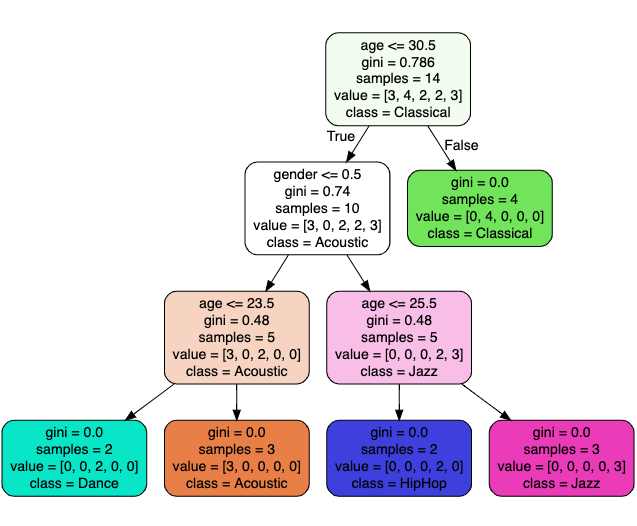 age <= 30.5
gini = 0.786
samples = 14
value = [3, 4, 2, 2, 3]
class = Classical
True
False
gender <= 0.5
gini = 0.74
samples = 10
value = [3, 0, 2, 2, 3]
class = Acoustic
gini = 0.0
samples = 4
value = [0, 4, 0, 0, 0]
class = Classical
age <= 23.5
gini = 0.48
samples = 5
value = [3, 0, 2, 0, 0]
class = Acoustic
age <= 25.5
gini = 0.48
samples = 5
value = [0, 0, 0, 2, 3]
class = Jazz
gini = 0.0
samples = 2
value = [0, 0, 2, 0, 0]
class = Dance
gini = 0.0
samples = 3
value = [3, 0, 0, 0, 0]
class = Acoustic
gini = 0.0
samples = 2
value = [0, 0, 0, 2, 0]
class = HipHop
gini = 0.0
samples = 3
value = [0, 0, 0, 0, 3]
class = Jazz